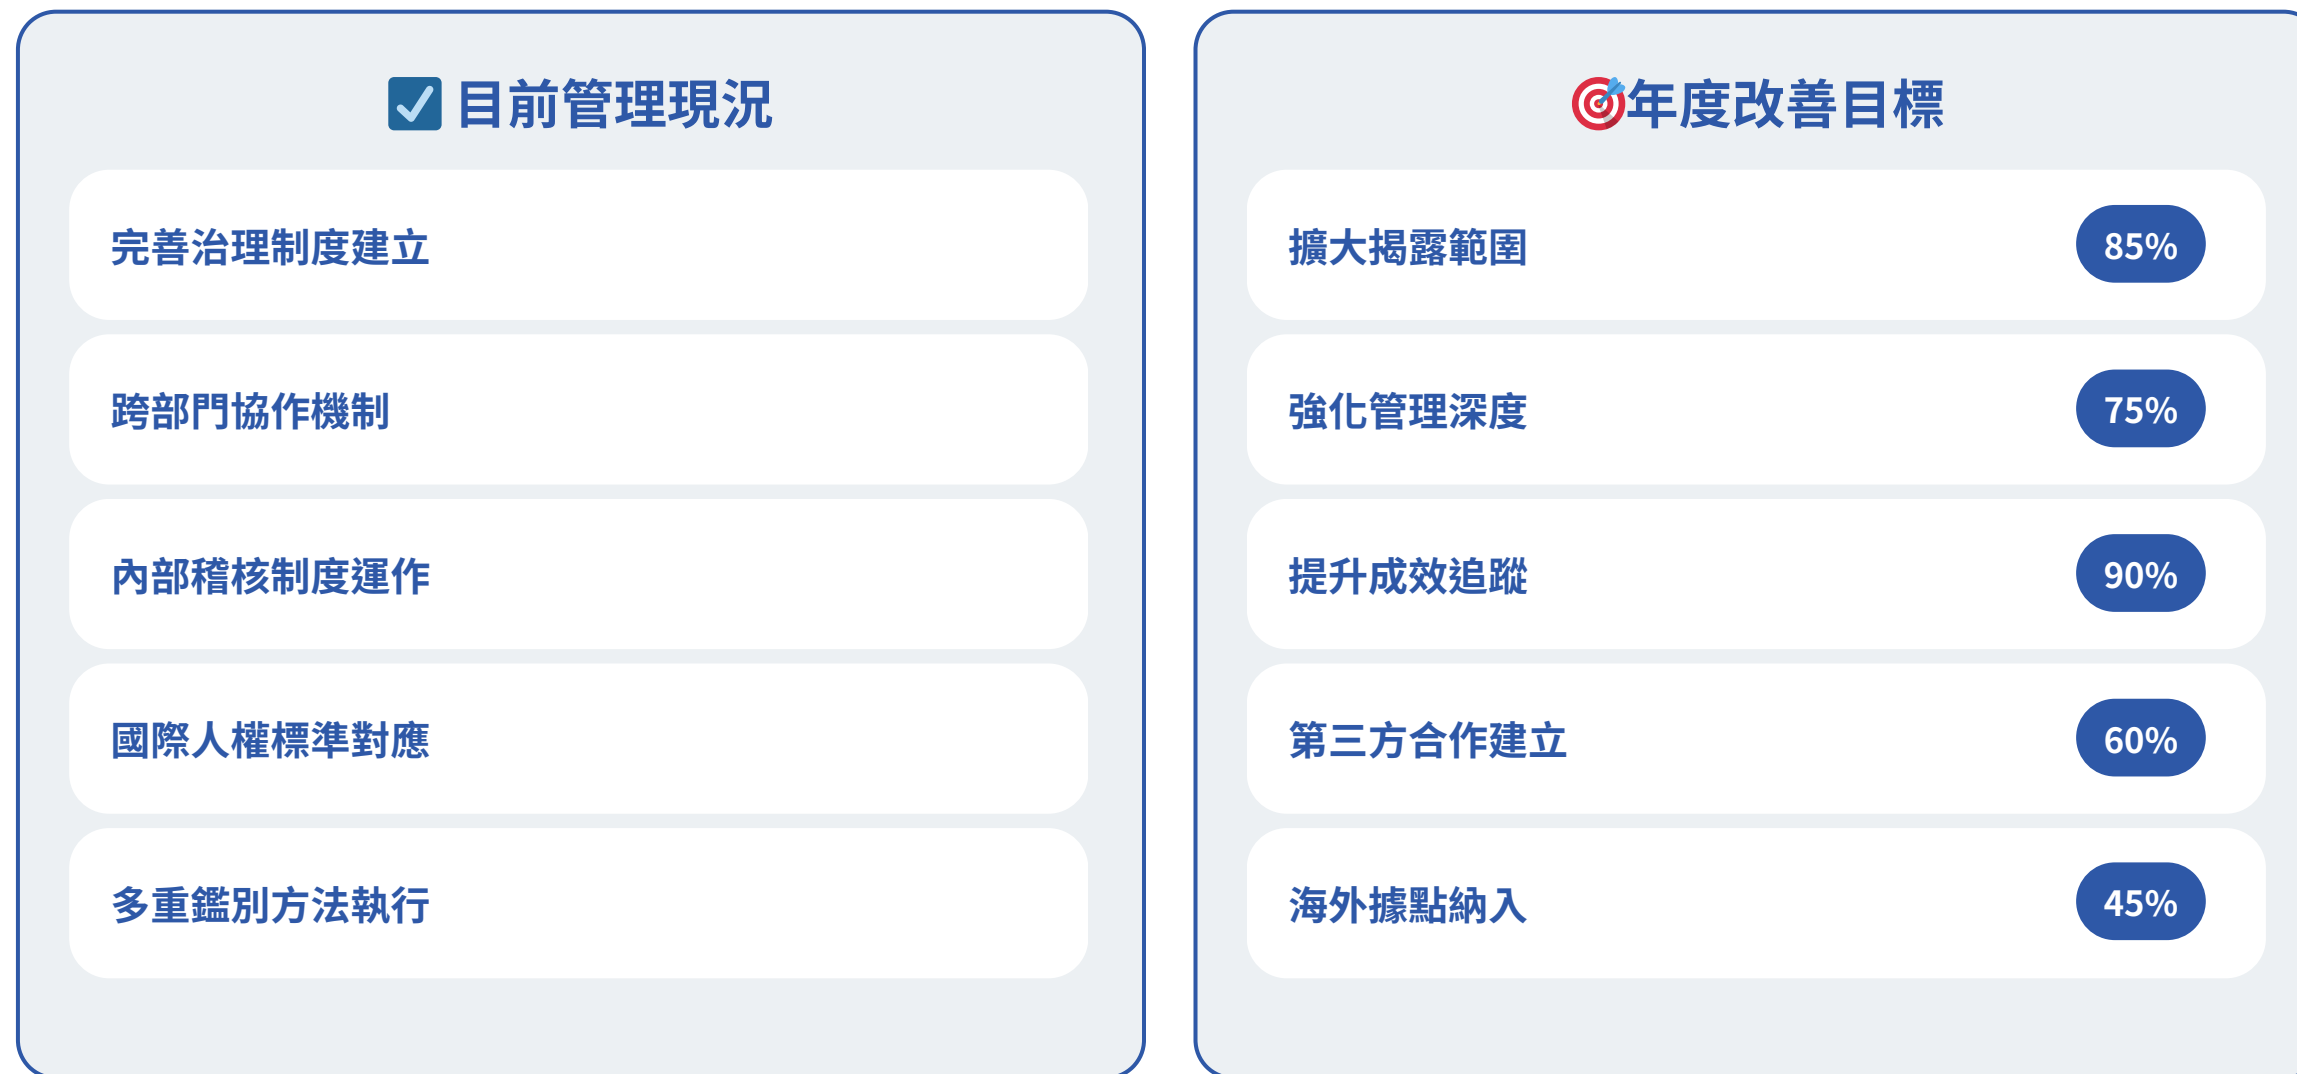 ☑ 目前管理現況
完善治理制度建立
跨部門協作機制
內部稽核制度運作
國際人權標準對應
多重鑑別方法執行
🎯年度改善目標
擴大揭露範圍 85%
強化管理深度 75%
提升成效追蹤 90%
第三方合作建立 60%
海外據點納入 45%